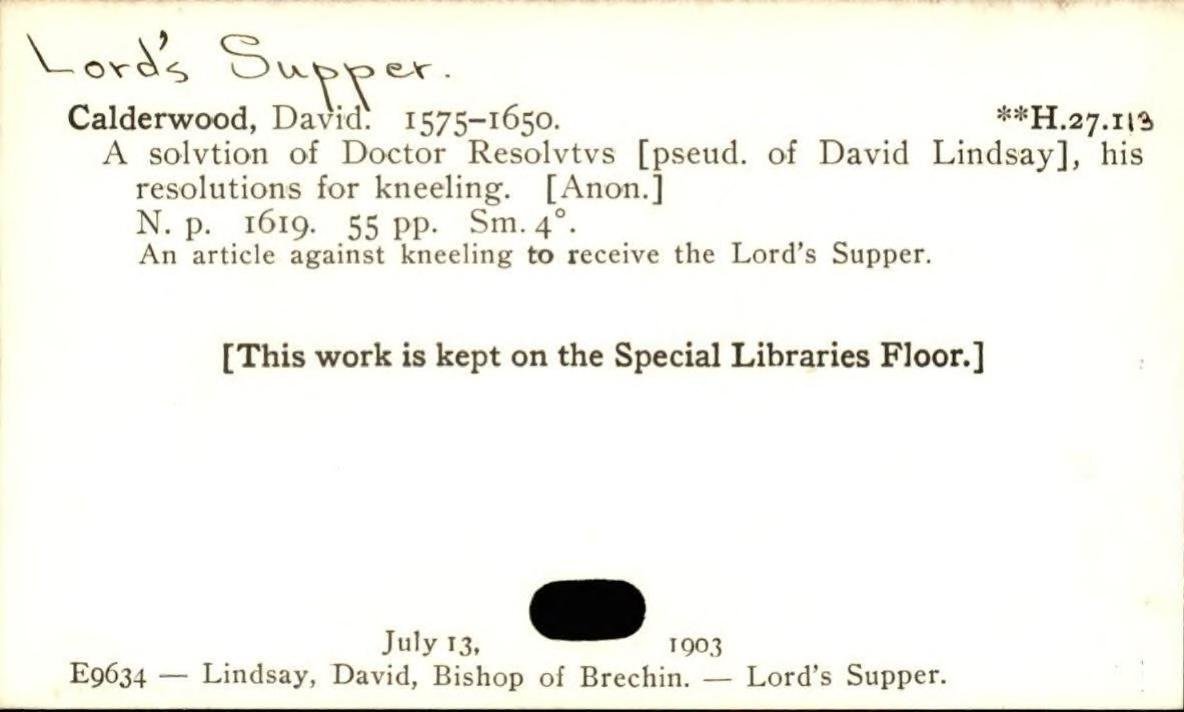 Lord's Supper.
Calderwood, David. 1575–1650. **H.27.113
A solvtion of Doctor Resolvtvs [pseud. of David Lindsay], his
resolutions for kneeling. [Anon.]
N. p. 1619. 55 pp. Sm. 4°.
An article against kneeling to receive the Lord's Supper.
[This work is kept on the Special Libraries Floor.]
July 13, 1903
E9634 — Lindsay, David, Bishop of Brechin. — Lord's Supper.